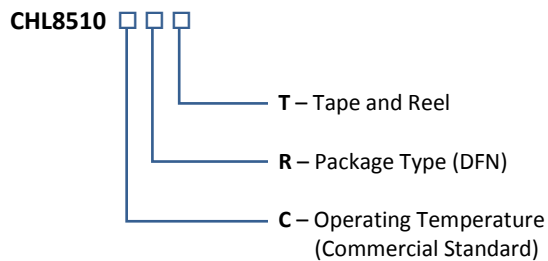 CHL8510 □ □ □
T – Tape and Reel
R – Package Type (DFN)
C – Operating Temperature
(Commercial Standard)